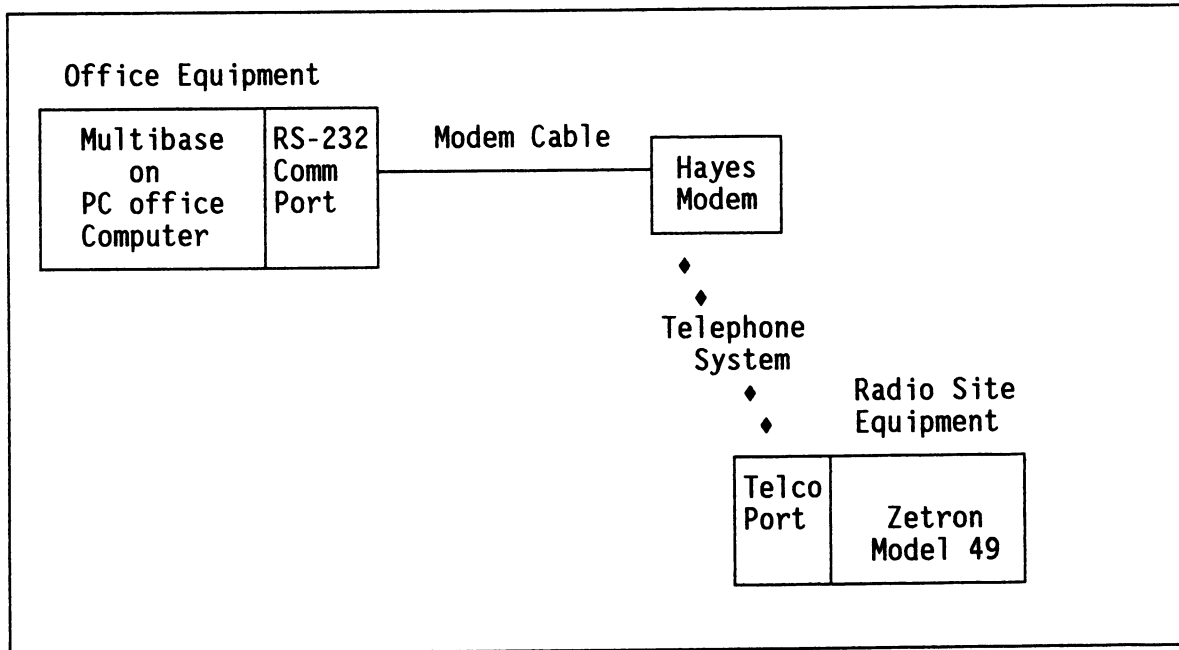 Office Equipment
Multibase
on
PC office
Computer
RS-232
Comm
Port
Modem Cable
Hayes
Modem
Telephone
System
Radio Site
Equipment
Telco
Port
Zetron
Model 49